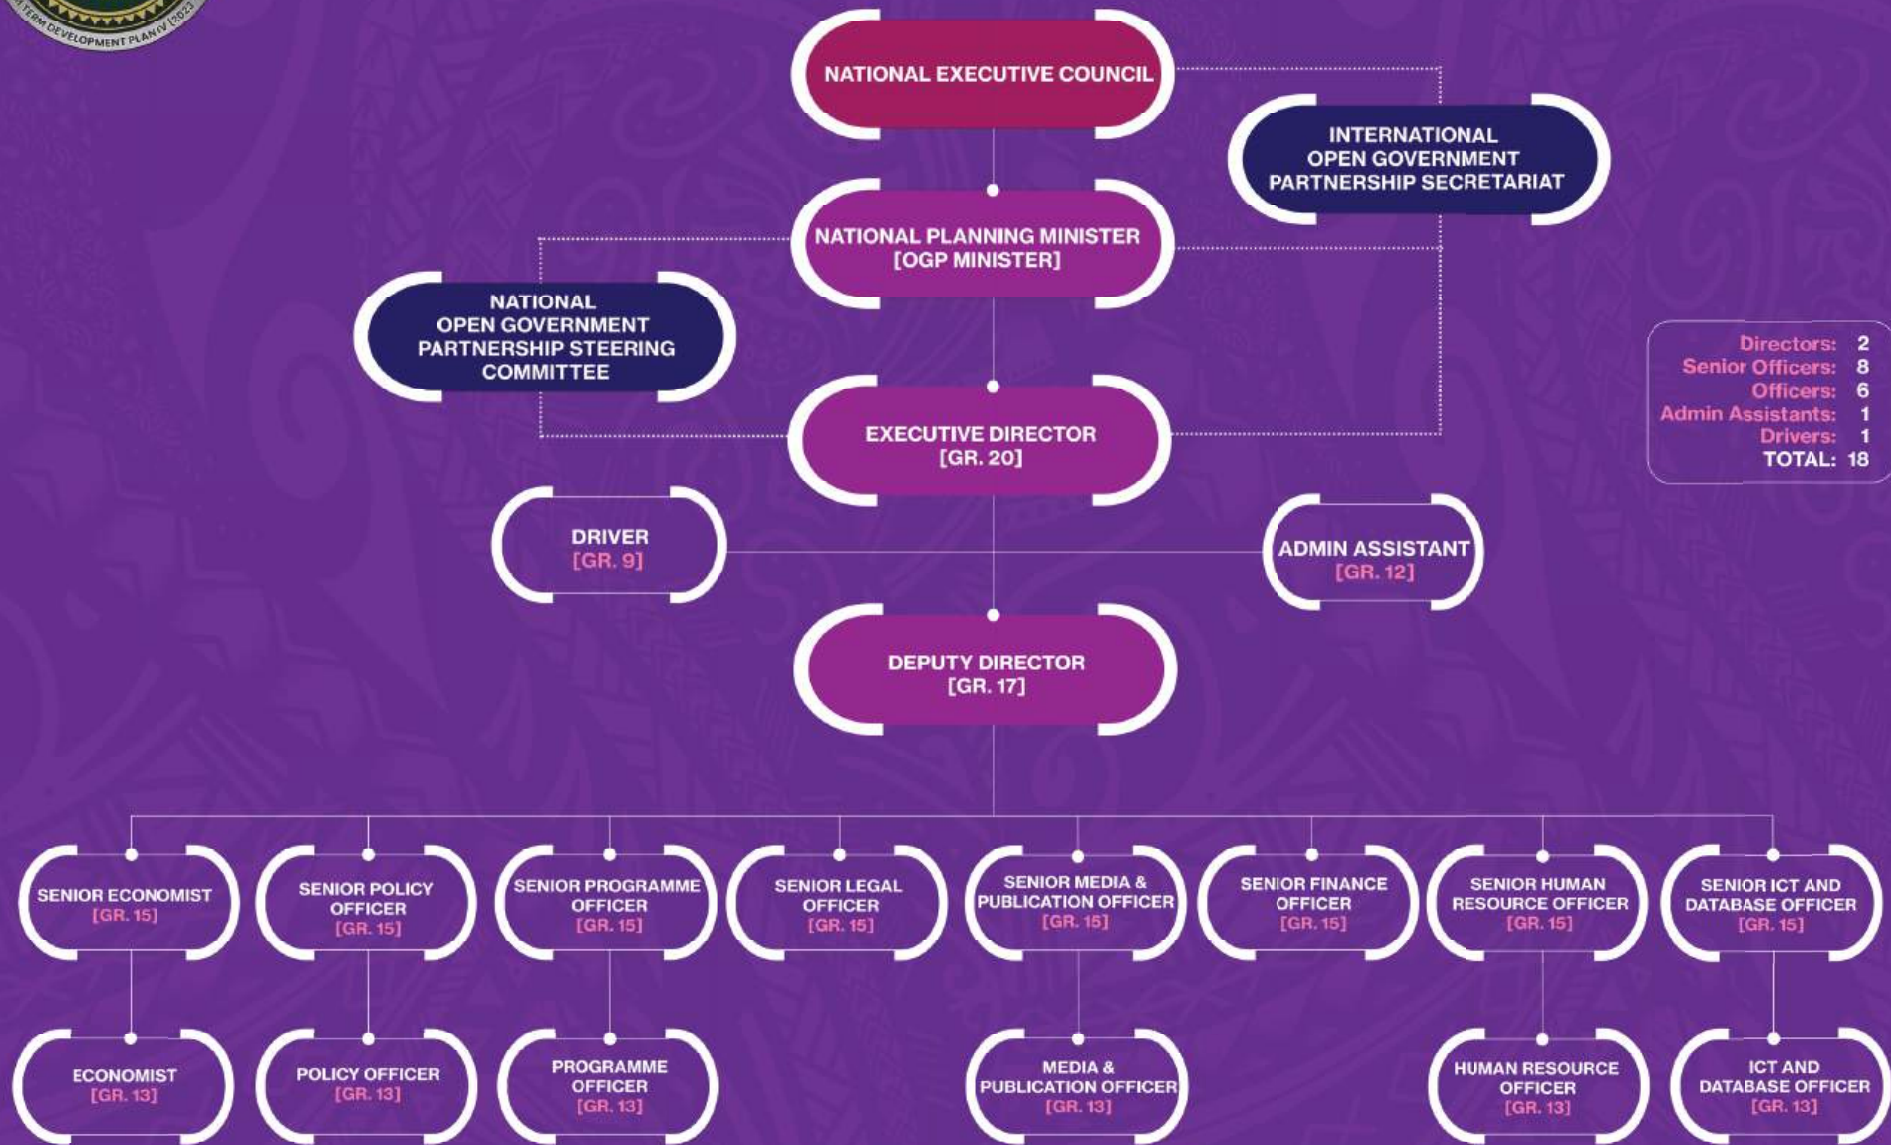 TERM DEVELOPMENT PLAN IV [2023
NATIONAL EXECUTIVE COUNCIL
INTERNATIONAL
OPEN GOVERNMENT
PARTNERSHIP SECRETARIAT
NATIONAL PLANNING MINISTER
[OGP MINISTER]
NATIONAL
OPEN GOVERNMENT
PARTNERSHIP STEERING
COMMITTEE
Directors: 2
Senior Officers: 8
Officers: 6
Admin Assistants: 1
Drivers: 1
TOTAL: 18
EXECUTIVE DIRECTOR
[GR. 20]
DRIVER
[GR. 9]
ADMIN ASSISTANT
[GR. 12]
DEPUTY DIRECTOR
[GR. 17]
SENIOR ECONOMIST
[GR. 15]
SENIOR POLICY
OFFICER
[GR. 15]
SENIOR PROGRAMME
OFFICER
[GR. 15]
SENIOR LEGAL
OFFICER
[GR. 15]
SENIOR MEDIA &
PUBLICATION OFFICER
[GR. 15]
SENIOR FINANCE
OFFICER
[GR. 15]
SENIOR HUMAN
RESOURCE OFFICER
[GR. 15]
SENIOR ICT AND
DATABASE OFFICER
[GR. 15]
ECONOMIST
[GR. 13]
POLICY OFFICER
[GR. 13]
PROGRAMME
OFFICER
[GR. 13]
MEDIA &
PUBLICATION OFFICER
[GR. 13]
HUMAN RESOURCE
OFFICER
[GR. 13]
ICT AND
DATABASE OFFICER
[GR. 13]